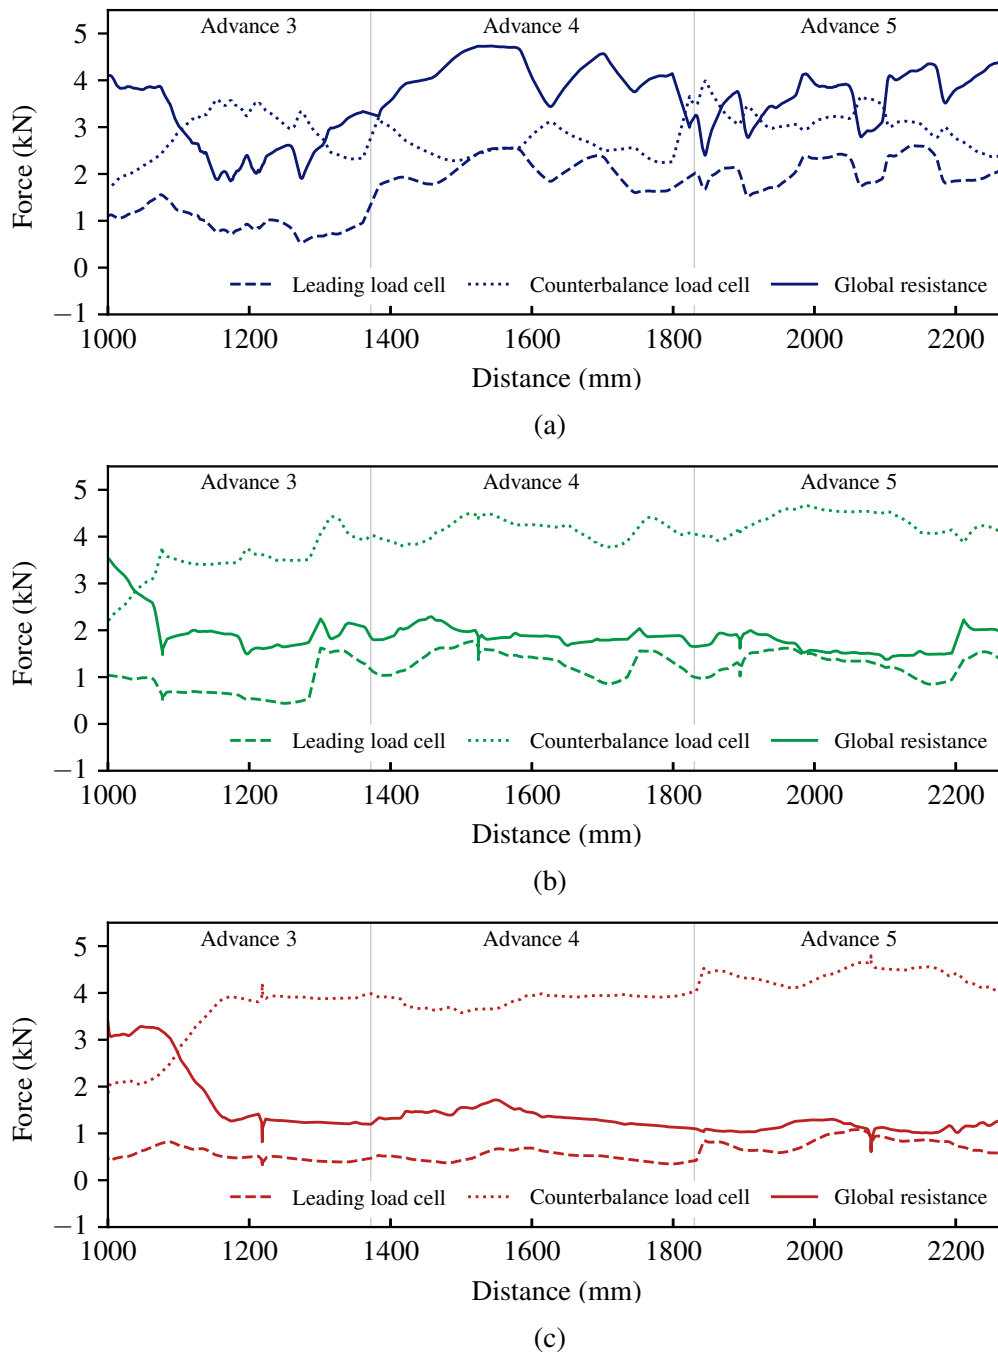 Advance 3 Advance 4 Advance 5
5
4
3
2
1
0
−1
Force (kN)
Leading load cell Counterbalance load cell Global resistance
1000 1200 1400 1600 1800 2000 2200
Distance (mm)
(a)
Advance 3 Advance 4 Advance 5
5
4
3
2
1
0
−1
Force (kN)
Leading load cell Counterbalance load cell Global resistance
1000 1200 1400 1600 1800 2000 2200
Distance (mm)
(b)
Advance 3 Advance 4 Advance 5
5
4
3
2
1
0
−1
Force (kN)
Leading load cell Counterbalance load cell Global resistance
1000 1200 1400 1600 1800 2000 2200
Distance (mm)
(c)